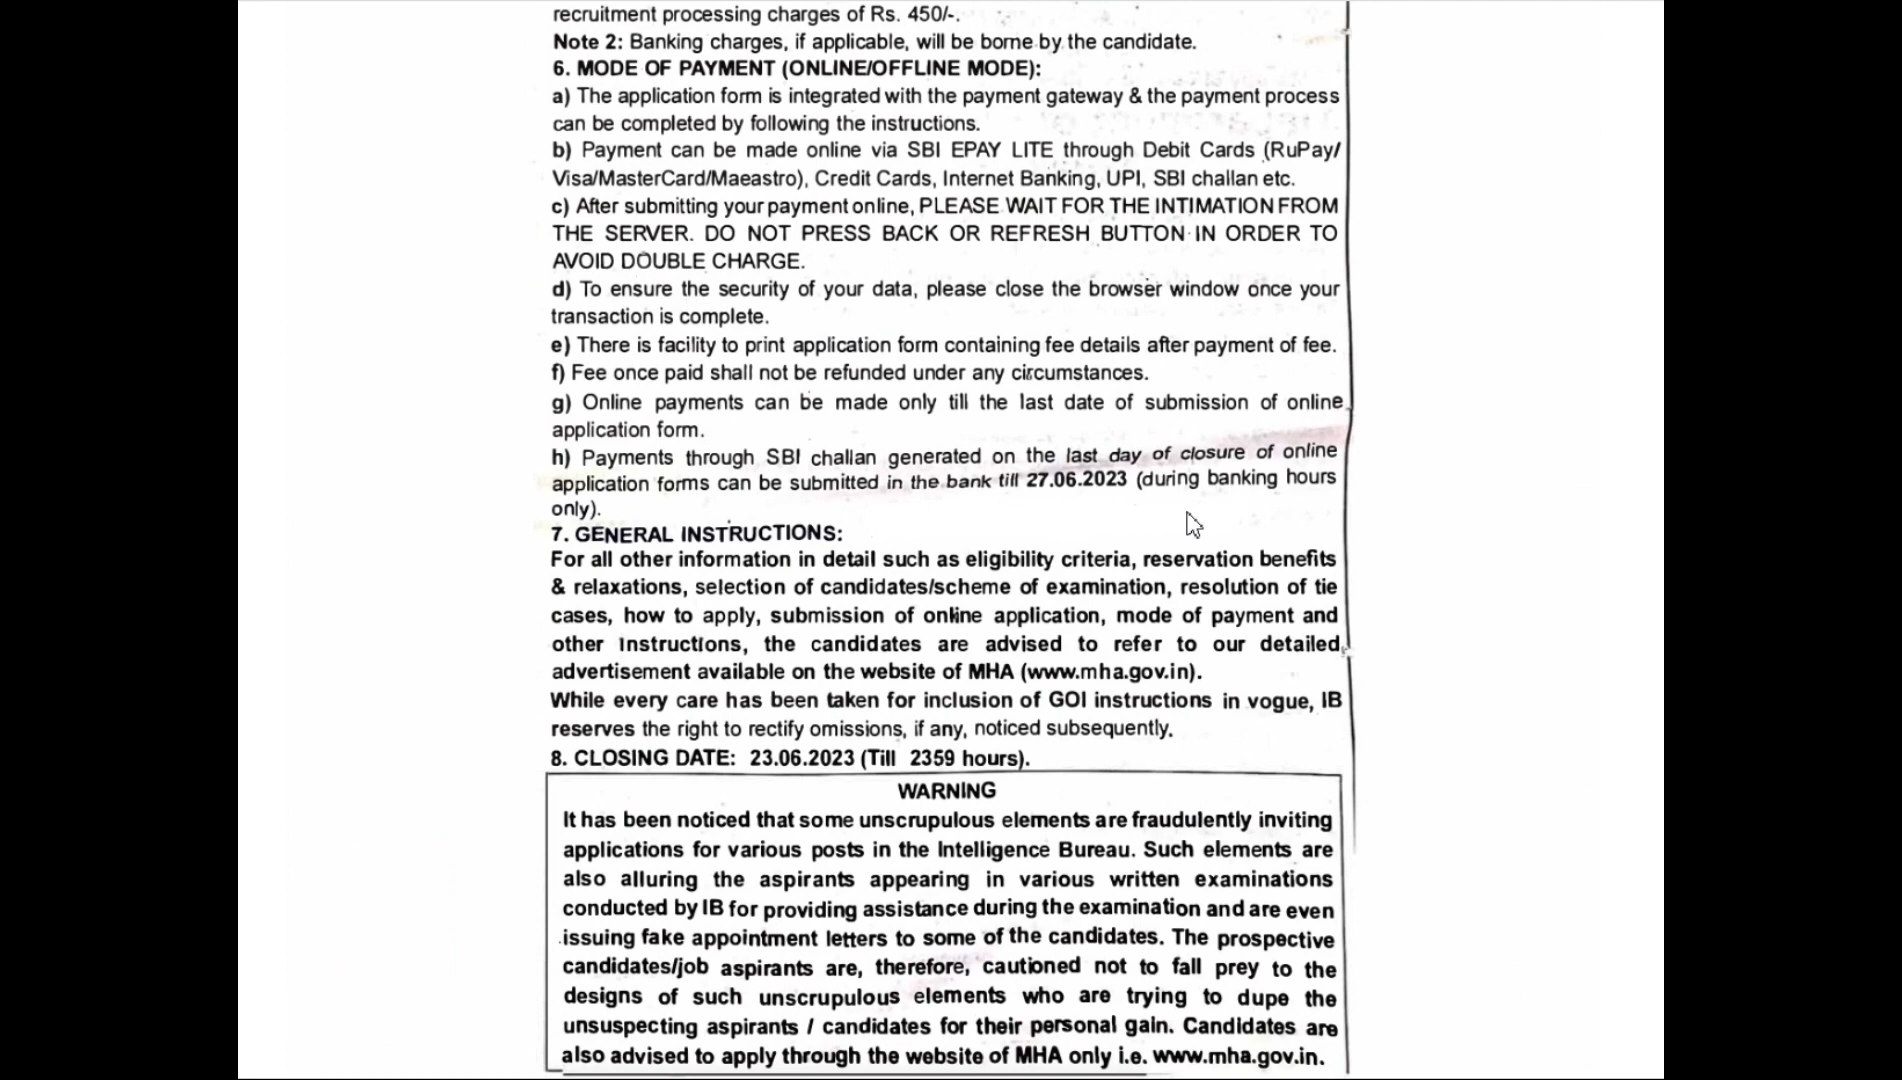 recruitment processing charges of Rs. 450/-.
Note 2: Banking charges, if applicable, will be borne by the candidate.
6. MODE OF PAYMENT (ONLINE/OFFLINE MODE):
a) The application form is integrated with the payment gateway & the payment process
can be completed by following the instructions.
b) Payment can be made online via SBI EPAY LITE through Debit Cards (RuPay/
Visa/MasterCard/Maeastro), Credit Cards, Internet Banking, UPI, SBI challan etc.
c) After submitting your payment online, PLEASE WAIT FOR THE INTIMATION FROM
THE SERVER. DO NOT PRESS BACK OR REFRESH BUTTON IN ORDER TO
AVOID DOUBLE CHARGE.
d) To ensure the security of your data, please close the browser window once your
transaction is complete.
e) There is facility to print application form containing fee details after payment of fee.
f) Fee once paid shall not be refunded under any circumstances.
g) Online payments can be made only till the last date of submission of online
application form.
h) Payments through SBI challan generated on the last day of closure of online
application forms can be submitted in the bank till 27.06.2023 (during banking hours
only).
7. GENERAL INSTRUCTIONS:
For all other information in detail such as eligibility criteria, reservation benefits
& relaxations, selection of candidates/scheme of examination, resolution of tie
cases, how to apply, submission of online application, mode of payment and
other Instructions, the candidates are advised to refer to our detailed
advertisement available on the website of MHA (www.mha.gov.in).
While every care has been taken for inclusion of GOI instructions in vogue, IB
reserves the right to rectify omissions, if any, noticed subsequently.
8. CLOSING DATE: 23.06.2023 (Till 2359 hours).
WARNING
It has been noticed that some unscrupulous elements are fraudulently inviting
applications for various posts in the Intelligence Bureau. Such elements are
also alluring the aspirants appearing in various written examinations
conducted by IB for providing assistance during the examination and are even
issuing fake appointment letters to some of the candidates. The prospective
candidates/job aspirants are, therefore, cautioned not to fall prey to the
designs of such unscrupulous elements who are trying to dupe the
unsuspecting aspirants / candidates for their personal gain. Candidates are
also advised to apply through the website of MHA only i.e. www.mha.gov.in.